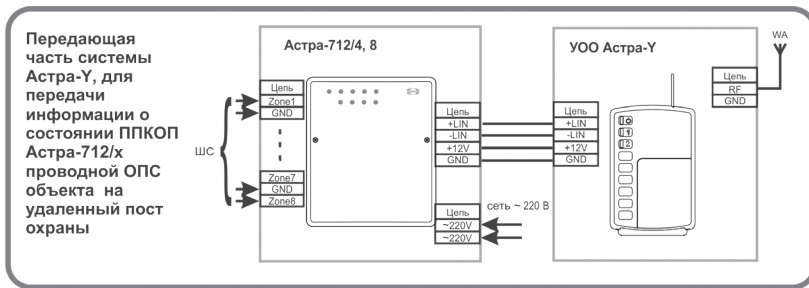 Передающая
часть системы
Астра-Y, для
передачи
информации о
состоянии ППКОП
Астра-712/x
проводной ОПС
объекта на
удаленный пост
охраны
ШС
Астра-712/4, 8
Цепь
Zone1
GND
Zone7
GND
Zone8
Цепь
+LIN
-LIN
+12V
GND
Цепь
~220V
~220V
сеть ~ 220 В
УОО Астра-Y
Цепь
+LIN
-LIN
+12V
GND
1
2
Цепь
RF
GND
WA